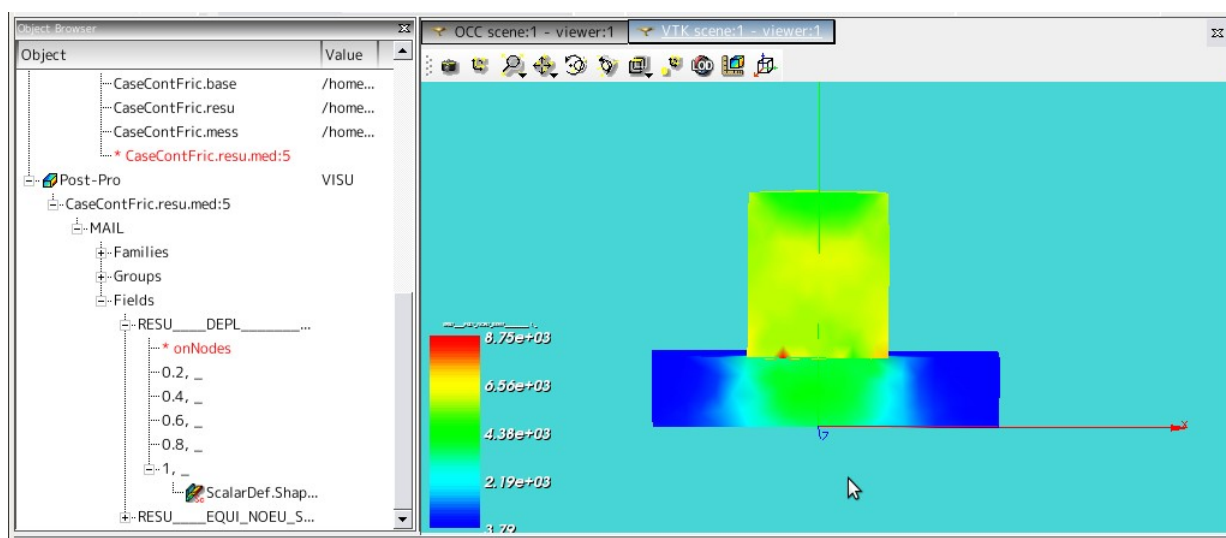 Object Browser
Object Value
CaseContFric.base /home...
CaseContFric.resu /home...
CaseContFric.mess /home...
* CaseContFric.resu.med:5
Post-Pro VISU
CaseContFric.resu.med:5
MAIL
Families
Groups
Fields
RESU____DEPL________...
* onNodes
0.2, _
0.4, _
0.6, _
0.8, _
1, _
ScalarDef.Shap...
RESU____EQUI_NOEU_S...
OCC scene:1 - viewer:1 VTK scene:1 - viewer:1
LOD
8.75e+03
6.56e+03
4.38e+03
2.19e+03
3.79
X